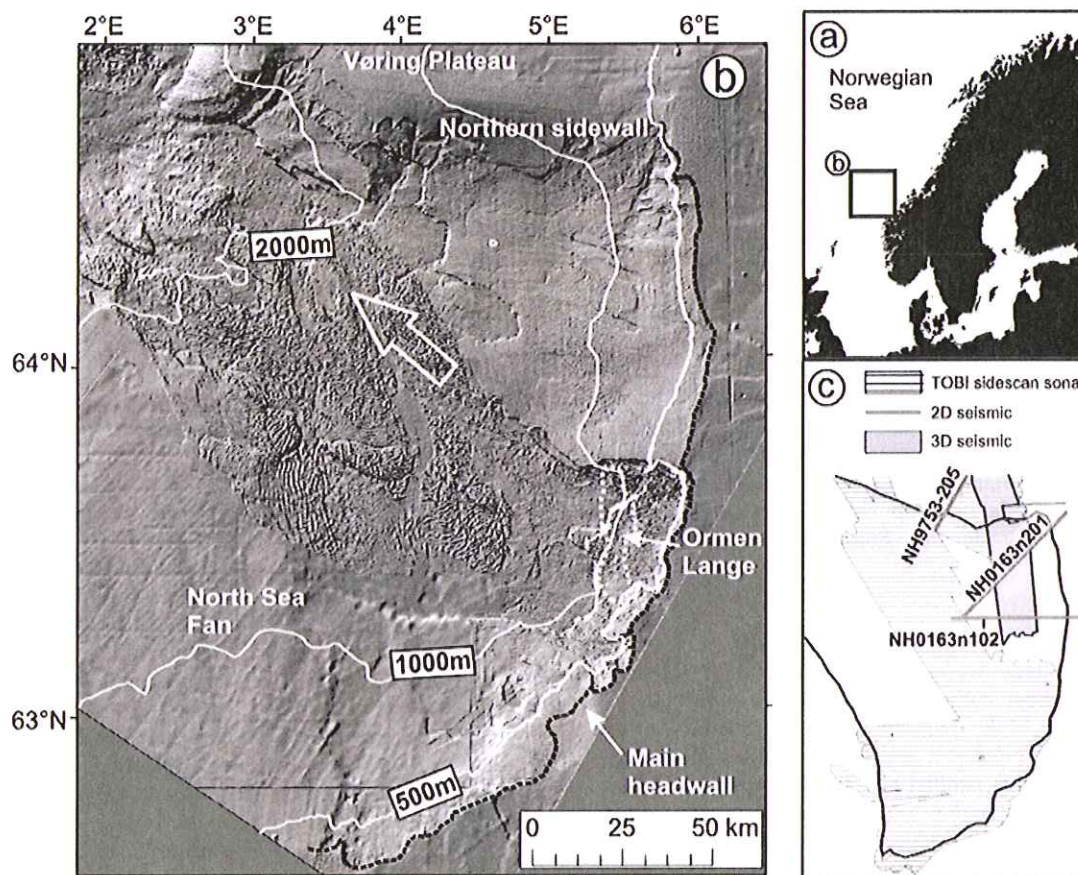 2°E
3°E
4°E
5°E
6°E
Vøring Plateau
b
Northern sidewall
2000m
64°N
Ormen
Lange
North Sea
Fan
1000m
63°N
Main
headwall
500m
0 25 50 km
a
Norwegian
Sea
b
c
TOBI sidescan sona
2D seismic
3D seismic
NH9753-205
NH0163n201
NH0163n102